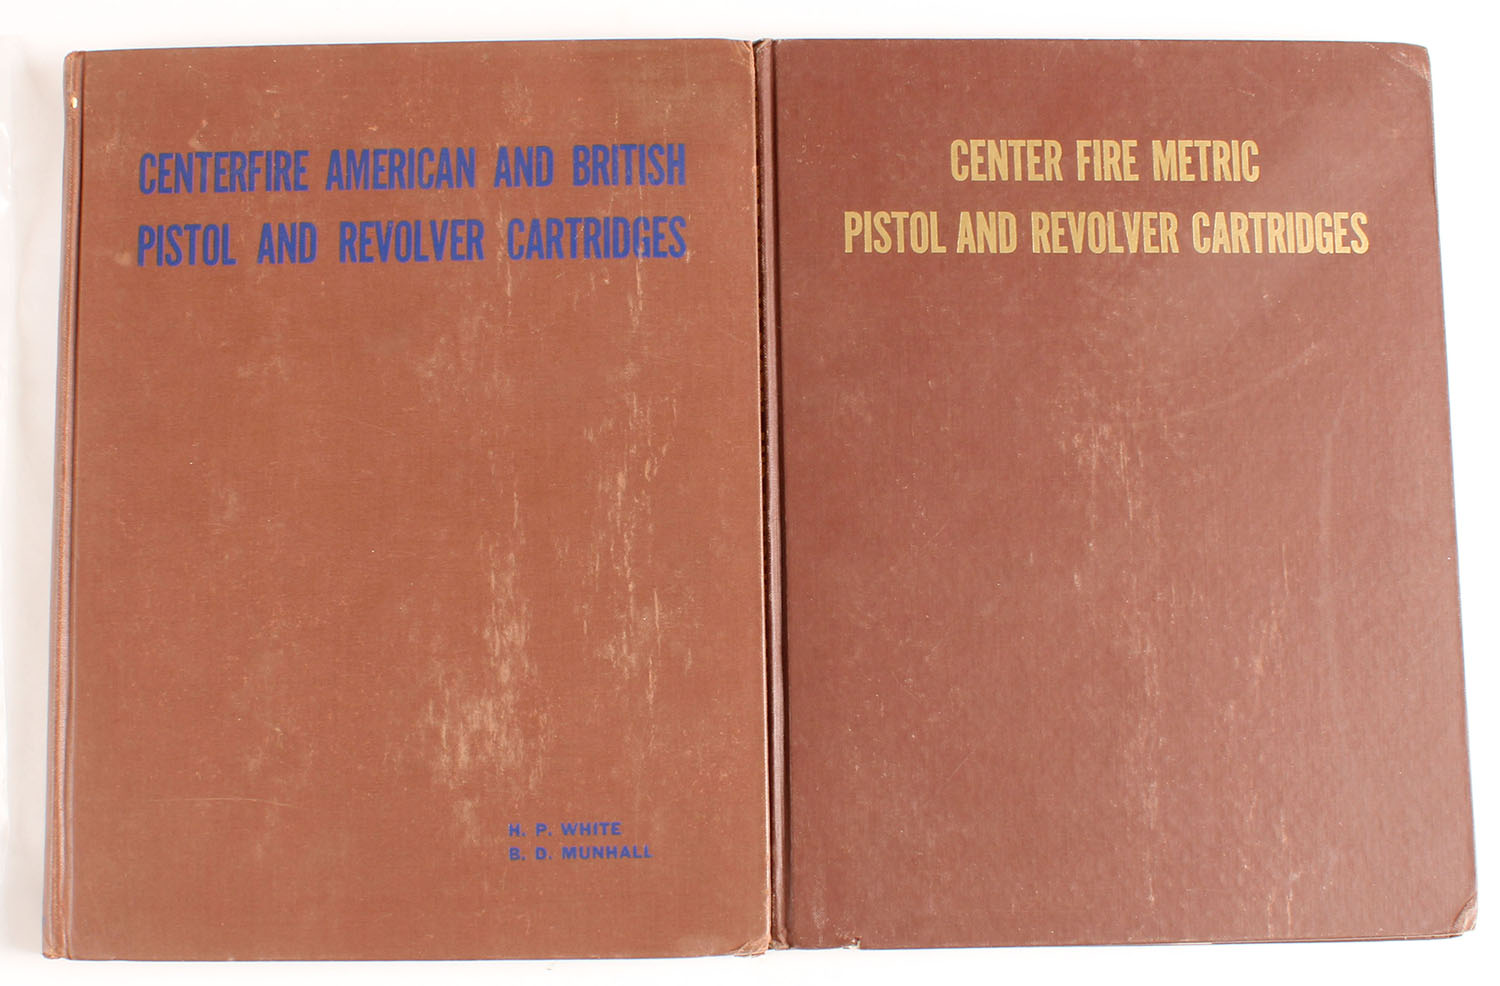 CENTERFIRE AMERICAN AND BRITISH
PISTOL AND REVOLVER CARTRIDGES
H. P. WHITE
B. D. MUNHALL
CENTER FIRE METRIC
PISTOL AND REVOLVER CARTRIDGES